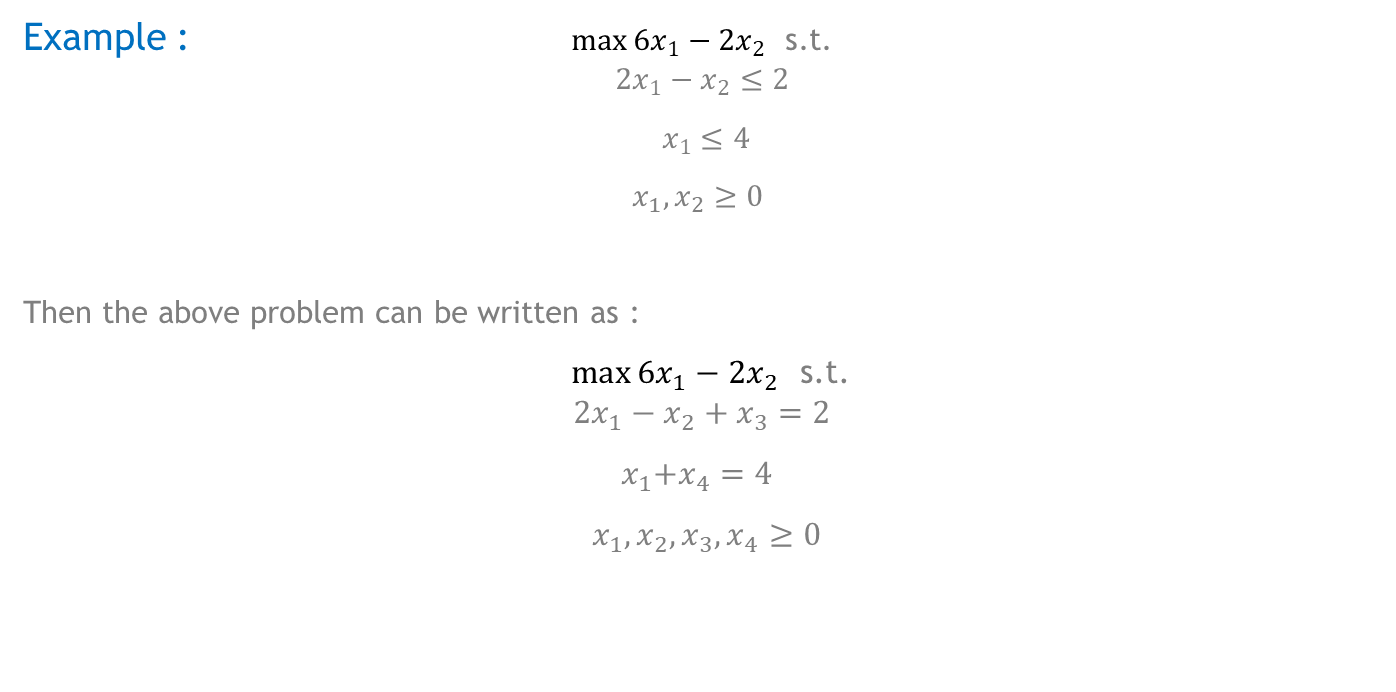 Example :
max 6x₁ − 2x₂ s.t.
2x₁ − x₂ ≤ 2
x₁ ≤ 4
x₁, x₂ ≥ 0
Then the above problem can be written as :
max 6x₁ − 2x₂ s.t.
2x₁ − x₂ + x₃ = 2
x₁+x₄ = 4
x₁, x₂, x₃, x₄ ≥ 0